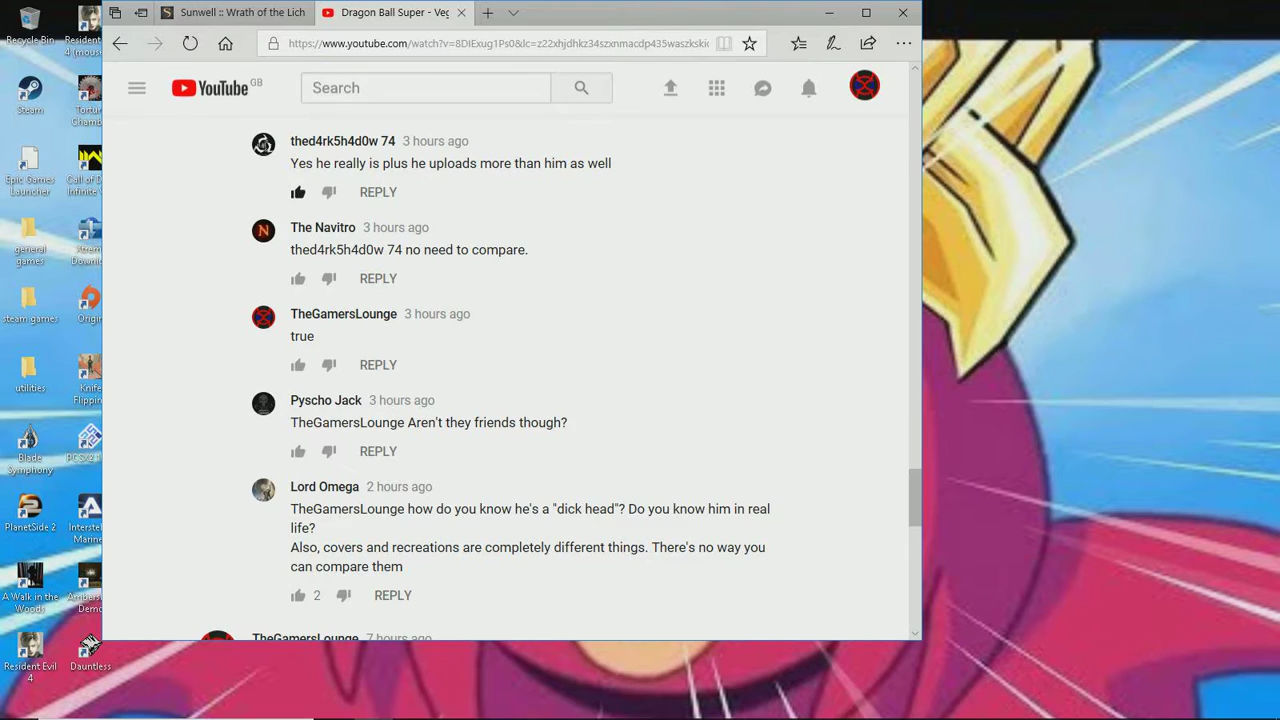 Sunwell :: Wrath of the Lich
Dragon Ball Super - Veg
https://www.youtube.com/watch?v=8DIExug1Ps0&lc=z22xhjdhkz34szxnmacdp435waszkskic
YouTube GB
Search
thed4rk5h4d0w 74 3 hours ago
Yes he really is plus he uploads more than him as well
REPLY
The Navitro 3 hours ago
thed4rk5h4d0w 74 no need to compare.
REPLY
TheGamersLounge 3 hours ago
true
REPLY
Pyscho Jack 3 hours ago
TheGamersLounge Aren't they friends though?
REPLY
Lord Omega 2 hours ago
TheGamersLounge how do you know he's a "dick head"? Do you know him in real
life?
Also, covers and recreations are completely different things. There's no way you
can compare them
2 REPLY
TheGamersLounge 7 hours ago
Recycle Bin
Resident
4 (mouse
Steam
Tortur
Chamb
Epic Games
Launcher
Call of D
Infinite
general
games
Xtrem
Downlo
steam games
Origin
utilities
Knife
Flippin
Blade
Symphony
PCSX2 1
PlanetSide 2
Interstel
Marine
A Walk in the
Woods
Demo
Resident Evil
4
Dauntless